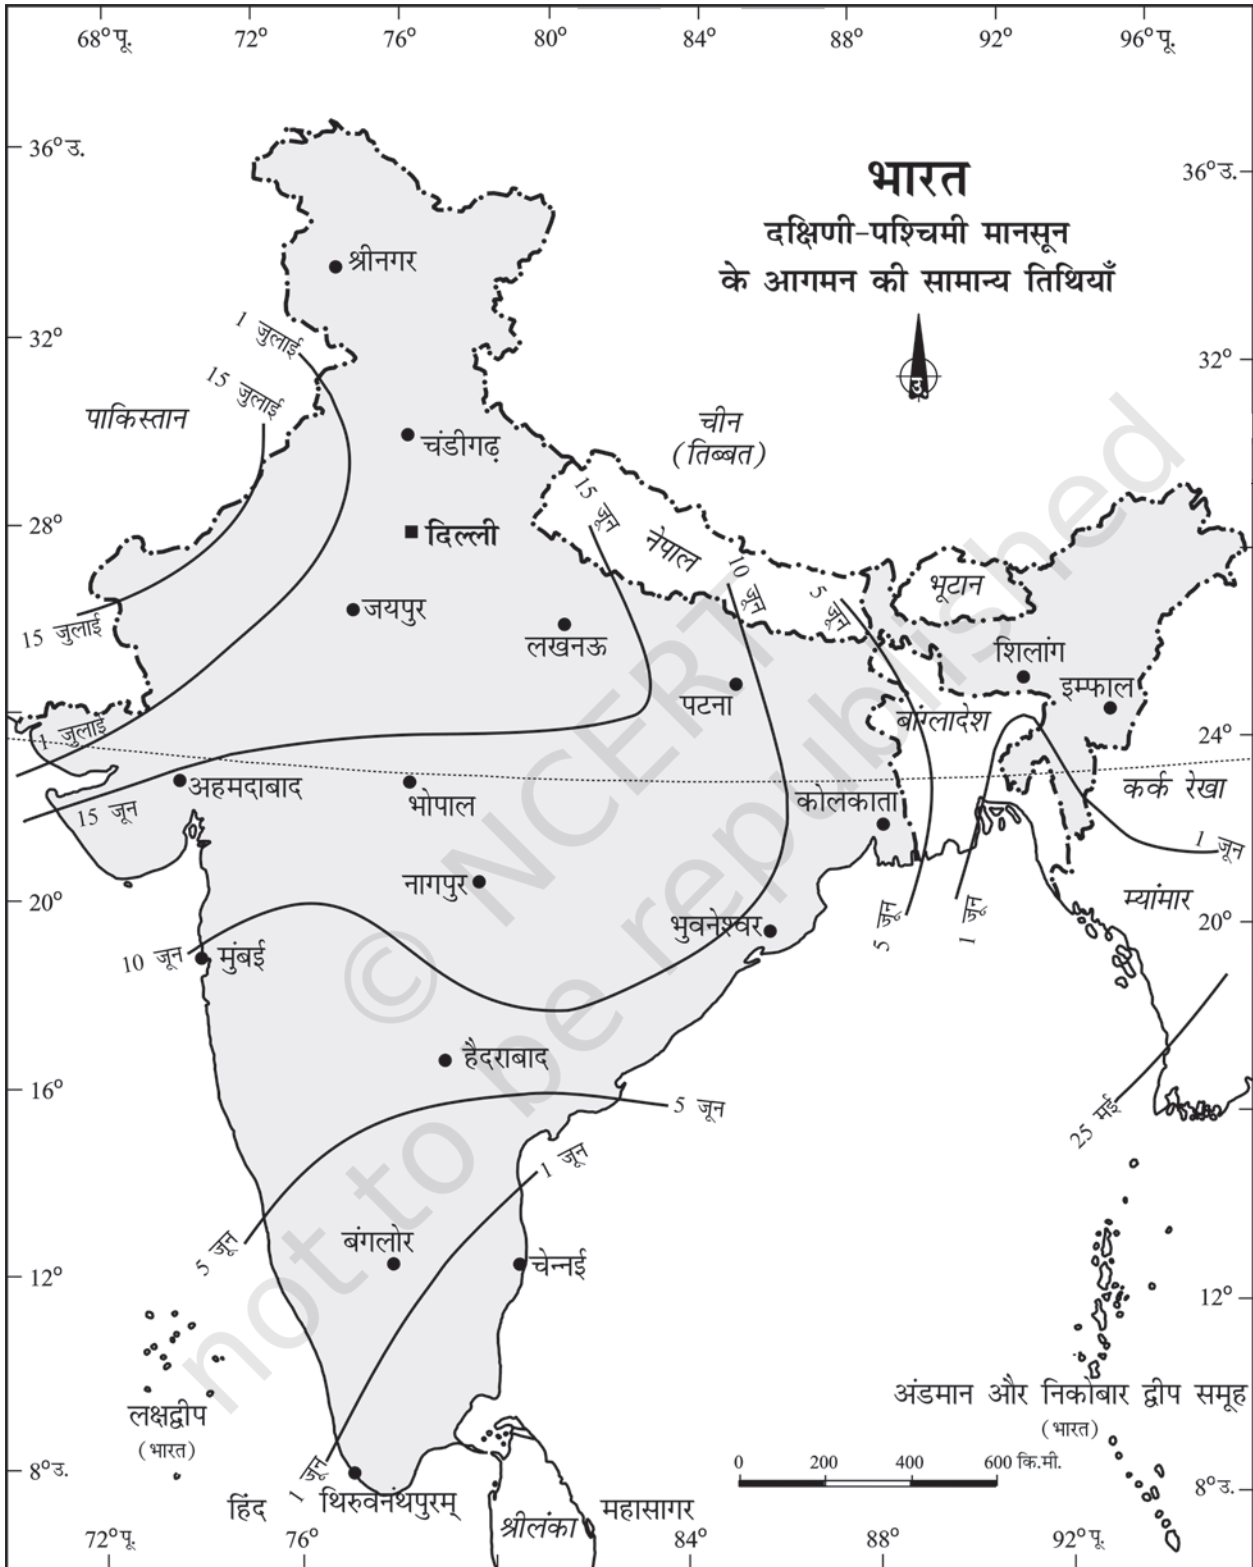 68°पू.
72°
76°
80°
84°
88°
92°
96°पू.
36°उ.
36°उ.
भारत
दक्षिणी-पश्चिमी मानसून
के आगमन की सामान्य तिथियाँ
श्रीनगर
1 जुलाई
32°
32°
15 जुलाई
उ
पाकिस्तान
चीन
(तिब्बत)
चंडीगढ़
15 जून
28°
दिल्ली
नेपाल
10 जून
5 जून
भूटान
15 जुलाई
जयपुर
लखनऊ
शिलांग
पटना
इम्फाल
बांग्लादेश
1 जुलाई
24°
अहमदाबाद
भोपाल
कोलकाता
कर्क रेखा
15 जून
1 जून
नागपुर
20°
म्यांमार
20°
भुवनेश्वर
5 जून
1 जून
10 जून
मुंबई
हैदराबाद
16°
5 जून
25 मई
1 जून
5 जून
बंगलोर
चेन्नई
12°
12°
लक्षद्वीप
(भारत)
अंडमान और निकोबार द्वीप समूह
(भारत)
8°उ.
1 जून
0 200 400 600 कि.मी.
8°उ.
हिंद
थिरुवनंथपुरम्
श्रीलंका
महासागर
72°पू.
76°
84°
88°
92°पू.
© NCERT
not to be republished